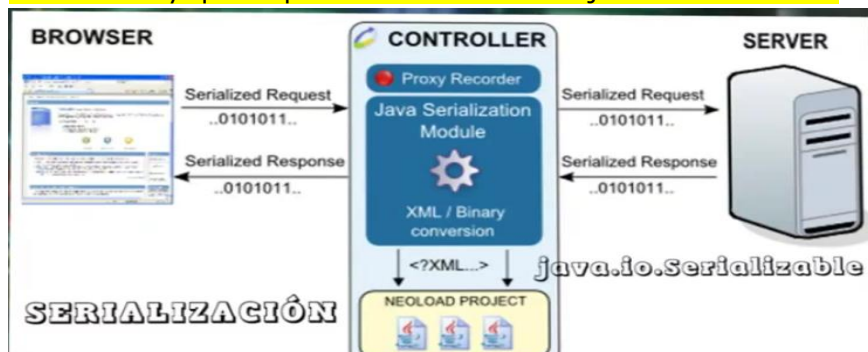 BROWSER
CONTROLLER
SERVER
Proxy Recorder
Serialized Request
..0101011..
Java Serialization
Module
Serialized Request
..0101011..
Serialized Response
..0101011..
Serialized Response
..0101011..
XML / Binary
conversion
<?XML...>
java.io.Serializable
SERIALIZACIÓN
NEOLOAD PROJECT